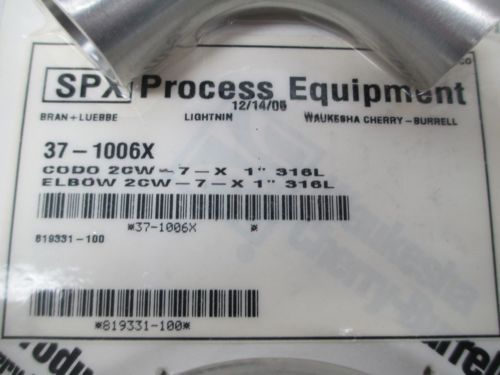 SPX Process Equipment
12/14/05
BRAN+LUEBBE LIGHTNIN WAUKESHA CHERRY-BURRELL
37-1006X
CODO 2CW-7-X 1" 316L
ELBOW 2CW-7-X 1" 316L
*37-1006X *
819331-100
*819331-100*